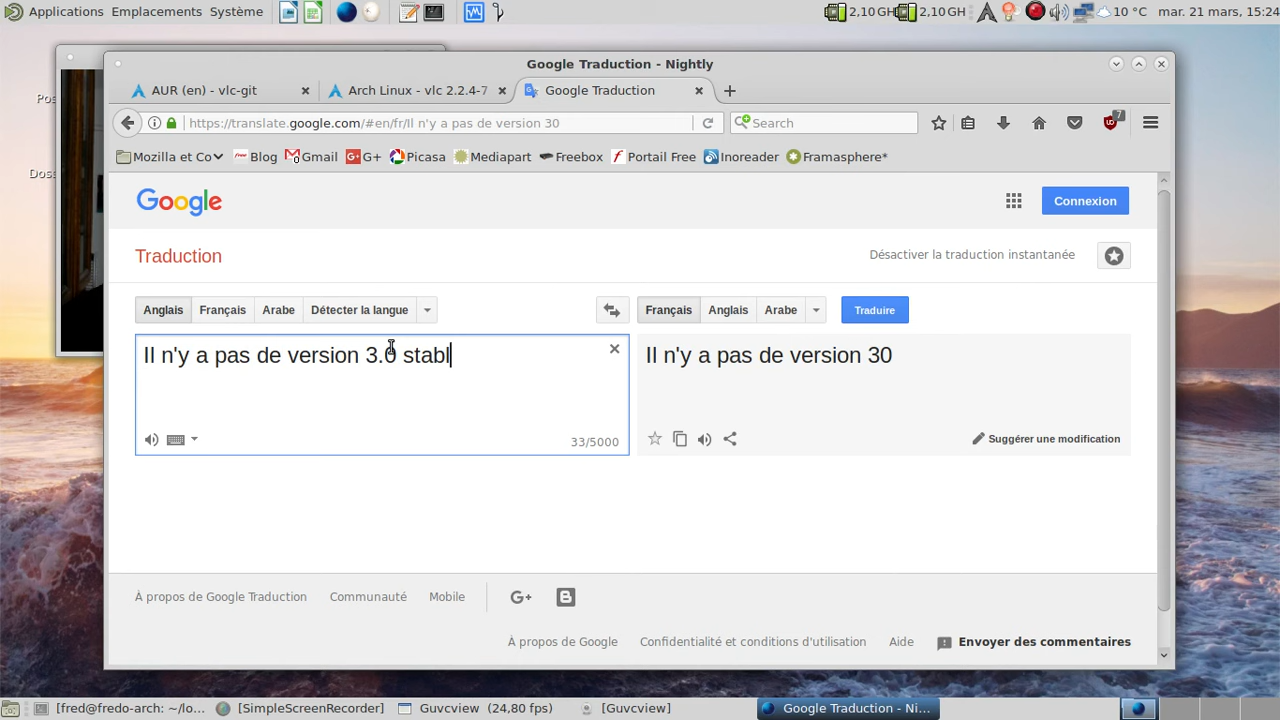 Applications Emplacements Système 2,10 GH 2,10 GH 10 °C mar. 21 mars, 15:24
Google Traduction - Nightly
AUR (en) - vlc-git Arch Linux - vlc 2.2.4-7 Google Traduction
https://translate.google.com/#en/fr/Il n'y a pas de version 30 Search 7
Mozilla et Co Blog Gmail G+ Picasa Mediapart Freebox Portail Free Inoreader Framasphere*
Google Connexion
Traduction Désactiver la traduction instantanée
Anglais Français Arabe Détecter la langue Français Anglais Arabe Traduire
Il n'y a pas de version 3.0 stabl Il n'y a pas de version 30
33/5000 Suggérer une modification
À propos de Google Traduction Communauté Mobile G+
À propos de Google Confidentialité et conditions d'utilisation Aide Envoyer des commentaires
[fred@fredo-arch: ~/lo... [SimpleScreenRecorder] Guvcview (24,80 fps) [Guvcview] Google Traduction - Ni...